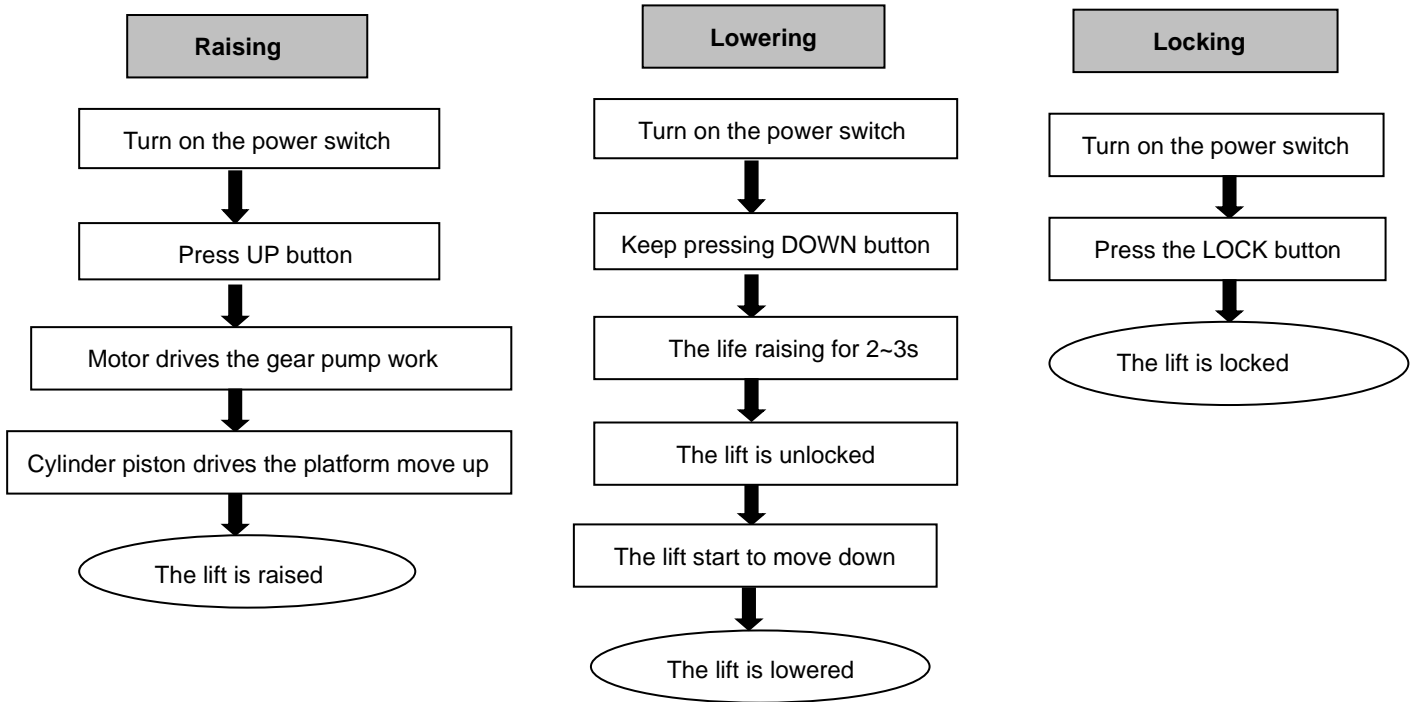 Raising
Turn on the power switch
Press UP button
Motor drives the gear pump work
Cylinder piston drives the platform move up
The lift is raised
Lowering
Turn on the power switch
Keep pressing DOWN button
The life raising for 2~3s
The lift is unlocked
The lift start to move down
The lift is lowered
Locking
Turn on the power switch
Press the LOCK button
The lift is locked